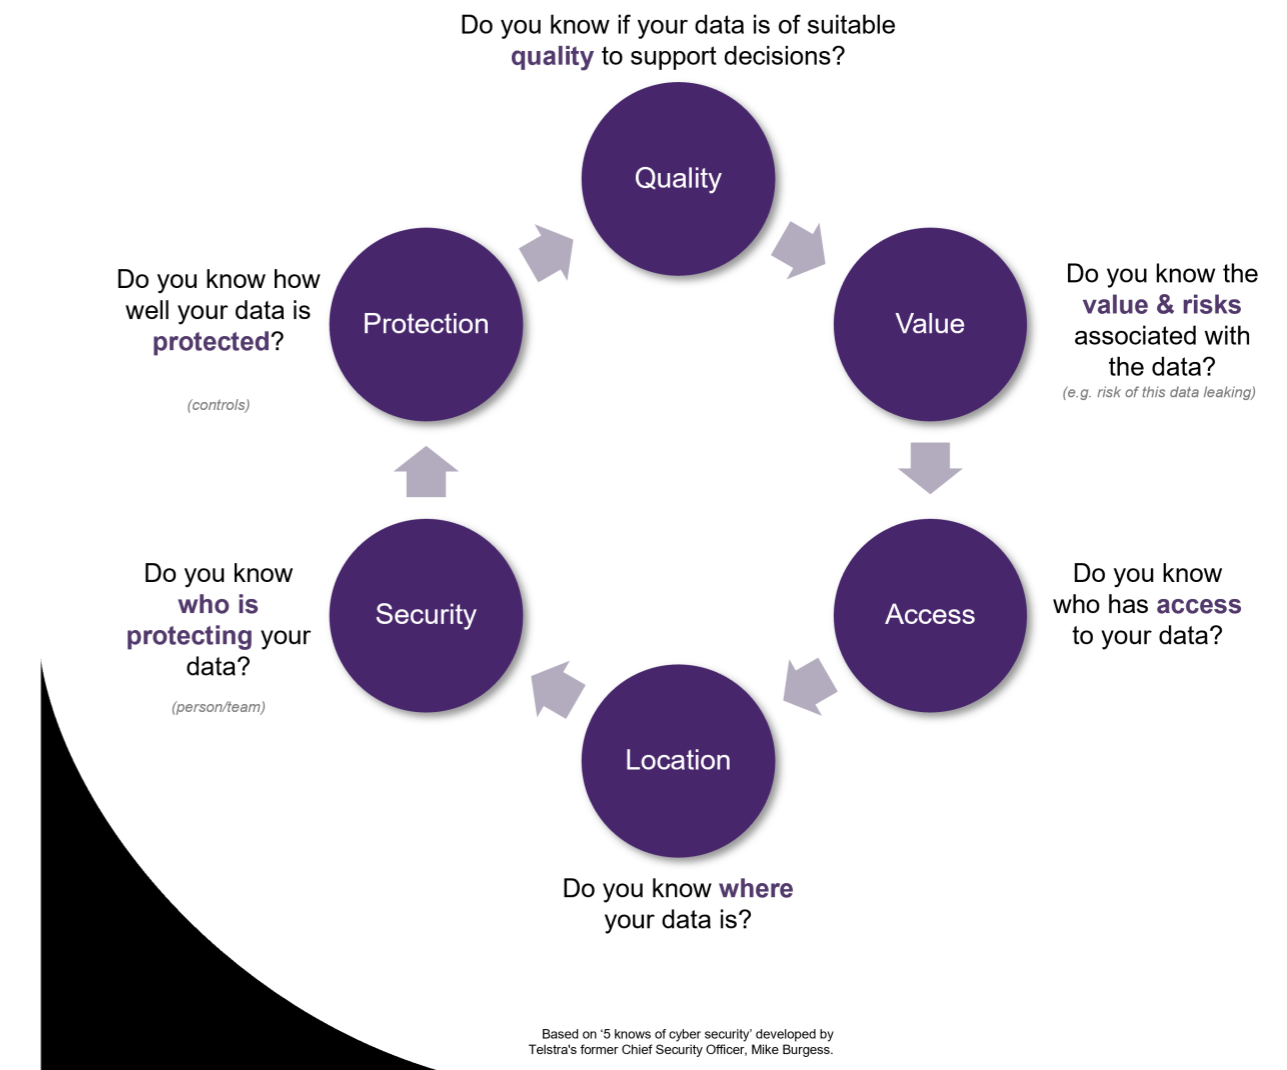 Do you know if your data is of suitable
quality to support decisions?
Quality
Value
Do you know the
value & risks
associated with
the data?
(e.g. risk of this data leaking)
Access
Do you know
who has access
to your data?
Location
Do you know where
your data is?
Security
Do you know
who is
protecting your
data?
(person/team)
Protection
Do you know how
well your data is
protected?
(controls)
Based on ‘5 knows of cyber security’ developed by
Telstra's former Chief Security Officer, Mike Burgess.